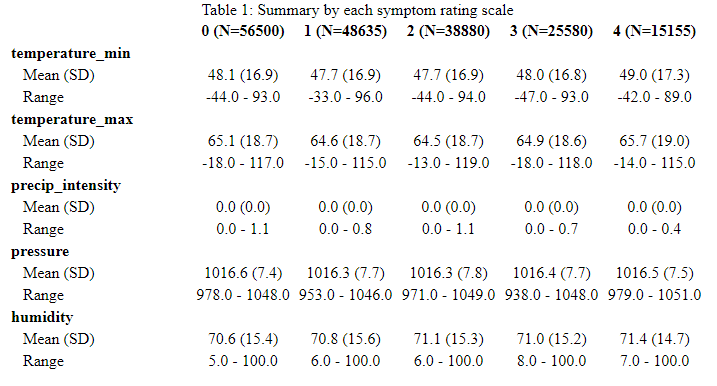 Table 1: Summary by each symptom rating scale
0 (N=56500) 1 (N=48635) 2 (N=38880) 3 (N=25580) 4 (N=15155)
temperature_min
Mean (SD) 48.1 (16.9) 47.7 (16.9) 47.7 (16.9) 48.0 (16.8) 49.0 (17.3)
Range -44.0 - 93.0 -33.0 - 96.0 -44.0 - 94.0 -47.0 - 93.0 -42.0 - 89.0
temperature_max
Mean (SD) 65.1 (18.7) 64.6 (18.7) 64.5 (18.7) 64.9 (18.6) 65.7 (19.0)
Range -18.0 - 117.0 -15.0 - 115.0 -13.0 - 119.0 -18.0 - 118.0 -14.0 - 115.0
precip_intensity
Mean (SD) 0.0 (0.0) 0.0 (0.0) 0.0 (0.0) 0.0 (0.0) 0.0 (0.0)
Range 0.0 - 1.1 0.0 - 0.8 0.0 - 1.1 0.0 - 0.7 0.0 - 0.4
pressure
Mean (SD) 1016.6 (7.4) 1016.3 (7.7) 1016.3 (7.8) 1016.4 (7.7) 1016.5 (7.5)
Range 978.0 - 1048.0 953.0 - 1046.0 971.0 - 1049.0 938.0 - 1048.0 979.0 - 1051.0
humidity
Mean (SD) 70.6 (15.4) 70.8 (15.6) 71.1 (15.3) 71.0 (15.2) 71.4 (14.7)
Range 5.0 - 100.0 6.0 - 100.0 6.0 - 100.0 8.0 - 100.0 7.0 - 100.0